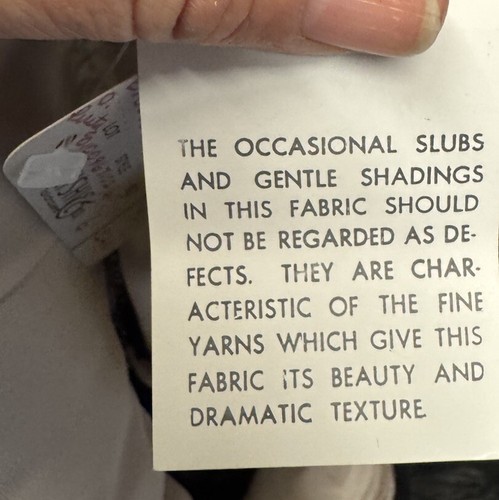 THE OCCASIONAL SLUBS
AND GENTLE SHADINGS
IN THIS FABRIC SHOULD
NOT BE REGARDED AS DE-
FECTS. THEY ARE CHAR-
ACTERISTIC OF THE FINE
YARNS WHICH GIVE THIS
FABRIC ITS BEAUTY AND
DRAMATIC TEXTURE